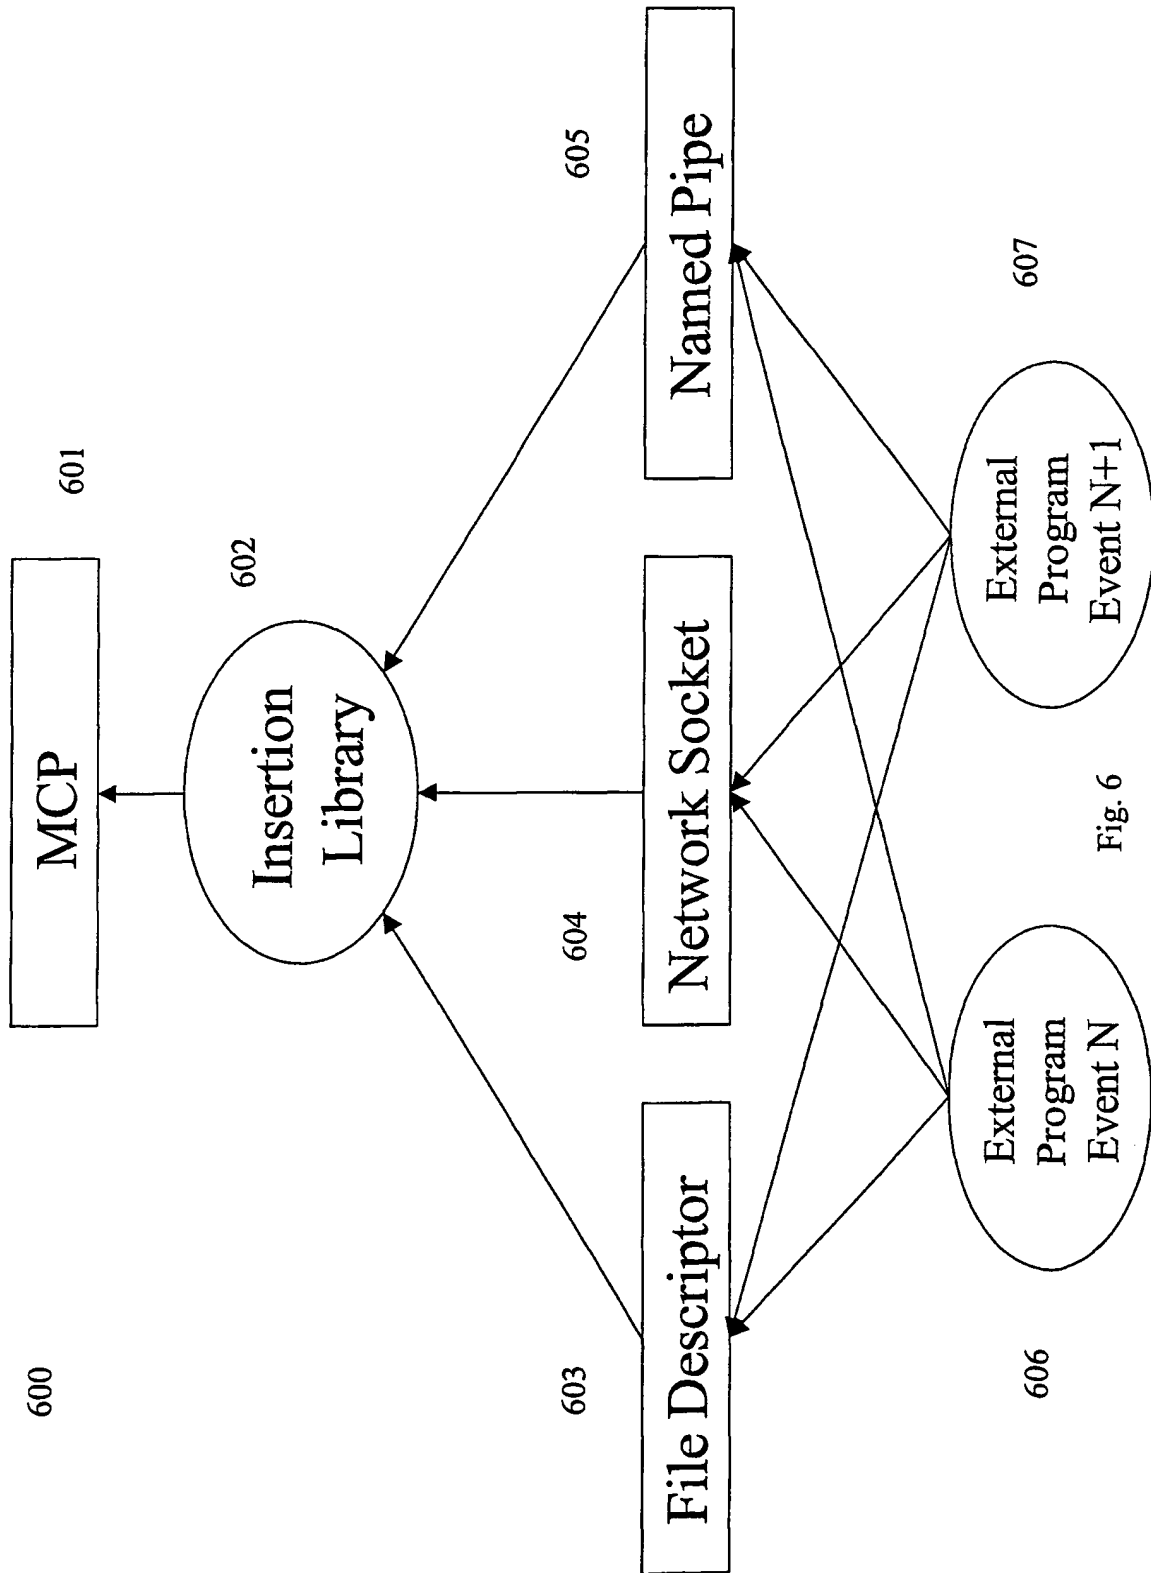 600
MCP
601
Insertion
Library
602
603
604
605
File Descriptor
Network Socket
Named Pipe
606
External
Program
Event N
External
Program
Event N+1
607
Fig. 6